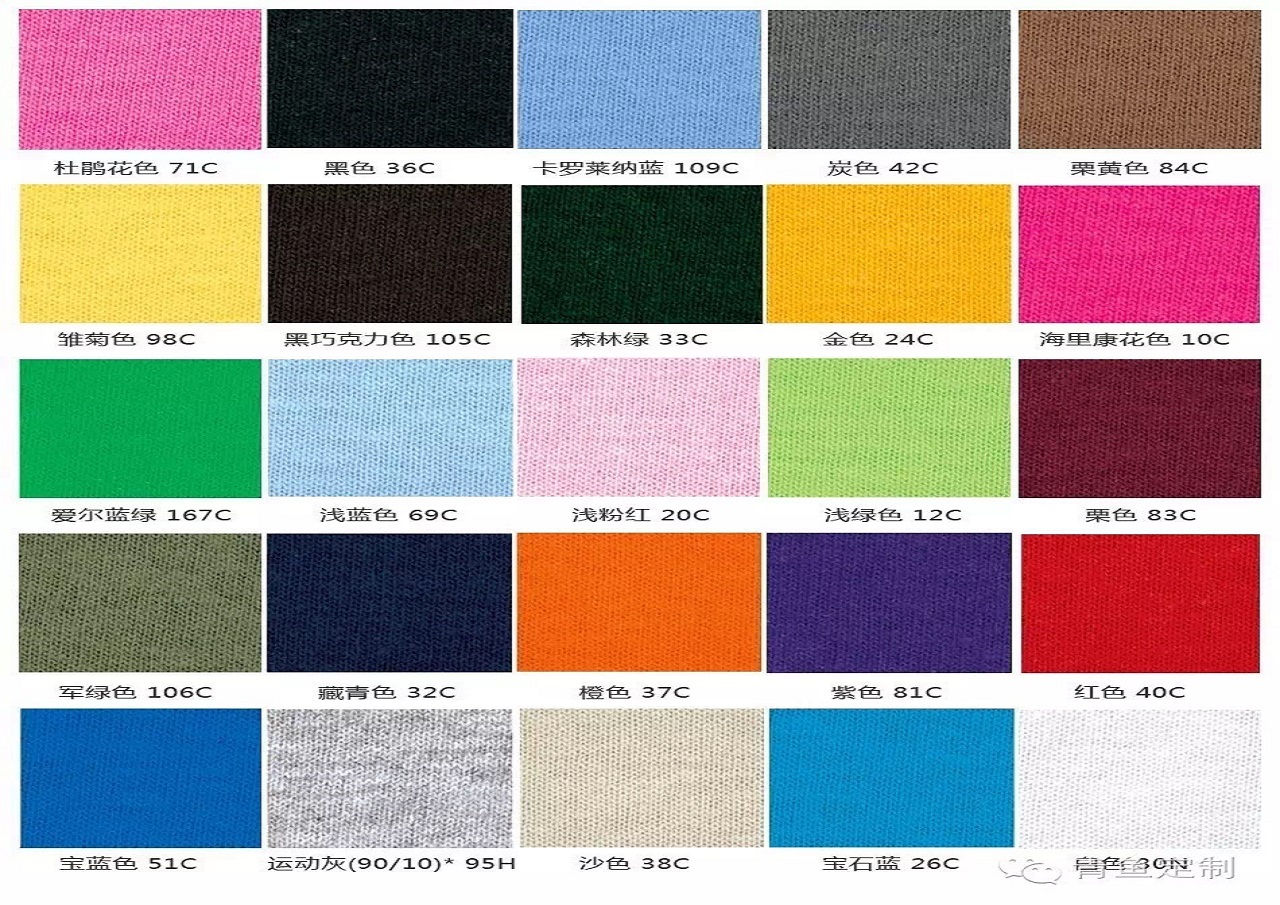 杜鹃花色 71C
黑色 36C
卡罗莱纳蓝 109C
炭色 42C
栗黄色 84C
雏菊色 98C
黑巧克力色 105C
森林绿 33C
金色 24C
海里康花色 10C
爱尔蓝绿 167C
浅蓝色 69C
浅粉红 20C
浅绿色 12C
栗色 83C
军绿色 106C
藏青色 32C
橙色 37C
紫色 81C
红色 40C
宝蓝色 51C
运动灰(90/10)* 95H
沙色 38C
宝石蓝 26C
白色 30N
青鱼定制